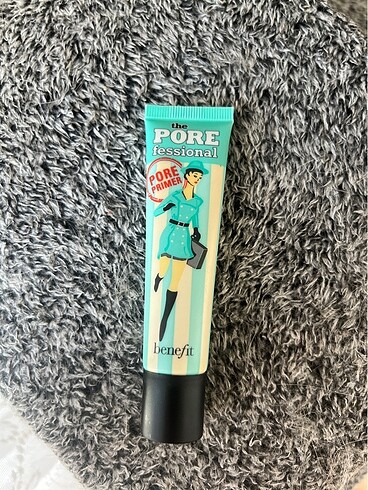 the
PORE
fessional
PORE
PRIMER
benefit